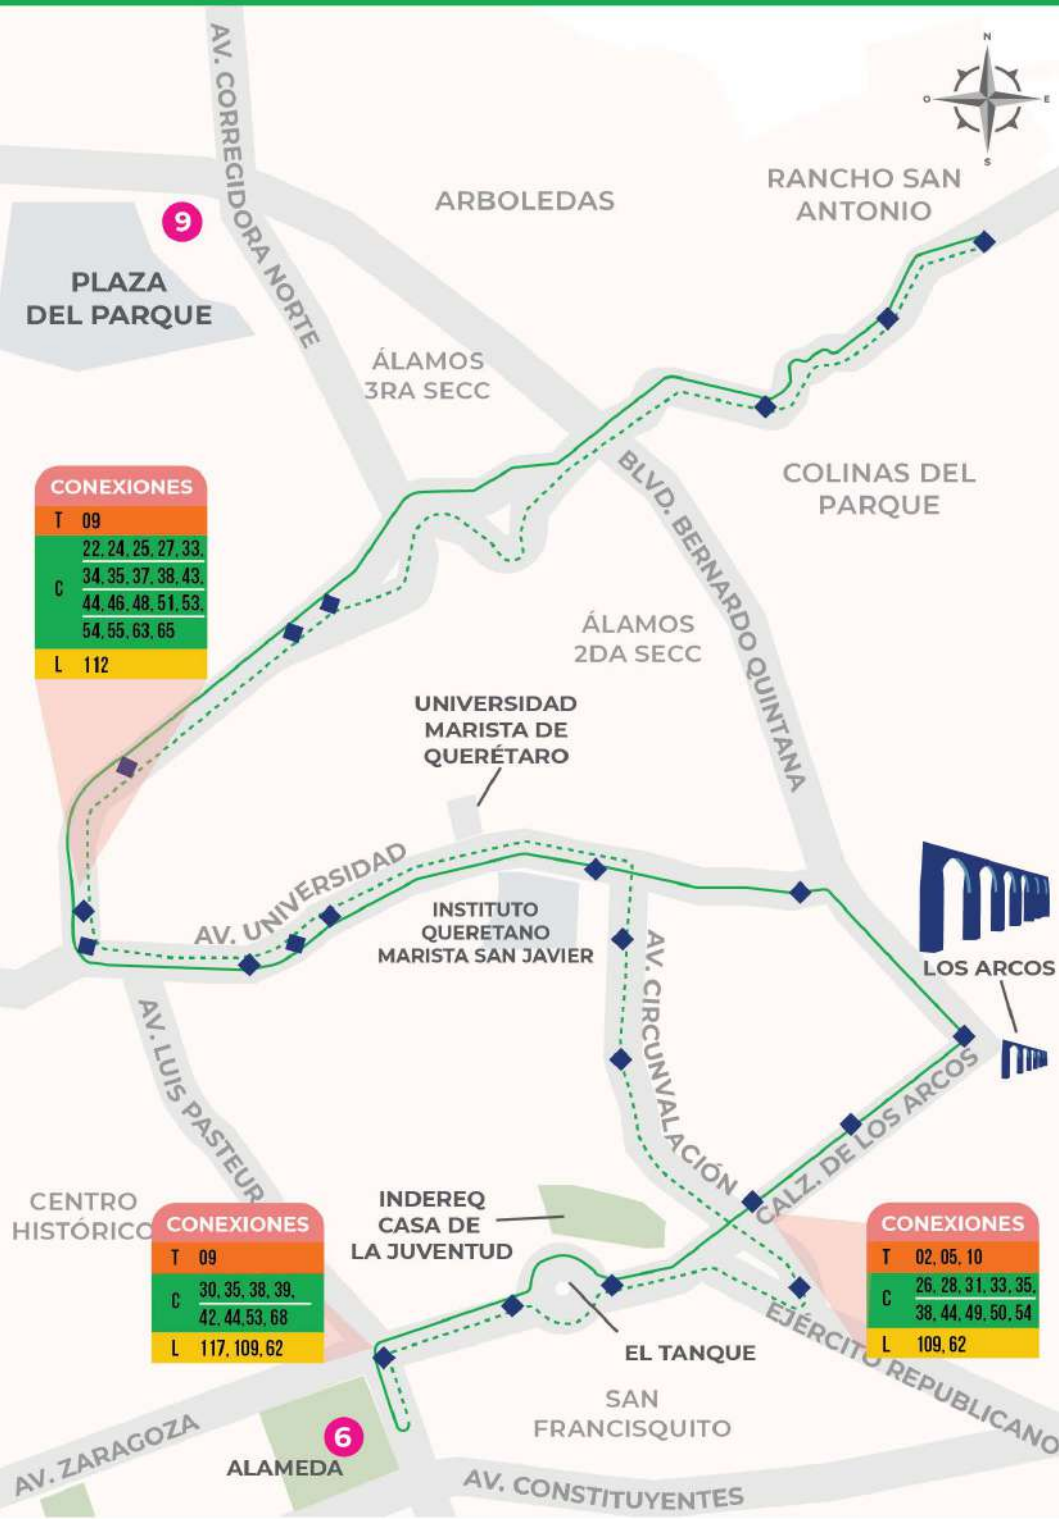 N
O
E
S
AV. CORREGIDORA NORTE
ARBOLEDAS
RANCHO SAN
ANTONIO
9
PLAZA
DEL PARQUE
ÁLAMOS
3RA SECC
COLINAS DEL
PARQUE
BLVD. BERNARDO QUINTANA
CONEXIONES
T 09
C 22, 24, 25, 27, 33,
34, 35, 37, 38, 43,
44, 46, 48, 51, 53,
54, 55, 63, 65
L 112
ÁLAMOS
2DA SECC
UNIVERSIDAD
MARISTA DE
QUERÉTARO
AV. UNIVERSIDAD
INSTITUTO
QUERETANO
MARISTA SAN JAVIER
LOS ARCOS
AV. CIRCUNVALACIÓN
AV. LUIS PASTEUR
CALZ. DE LOS ARCOS
CENTRO
HISTÓRICO
INDEREQ
CASA DE
LA JUVENTUD
CONEXIONES
T 09
C 30, 35, 38, 39,
42, 44, 53, 68
L 117, 109, 62
CONEXIONES
T 02, 05, 10
C 26, 28, 31, 33, 35,
38, 44, 49, 50, 54
L 109, 62
EL TANQUE
EJÉRCITO REPUBLICANO
SAN
FRANCISQUITO
6
ALAMEDA
AV. ZARAGOZA
AV. CONSTITUYENTES